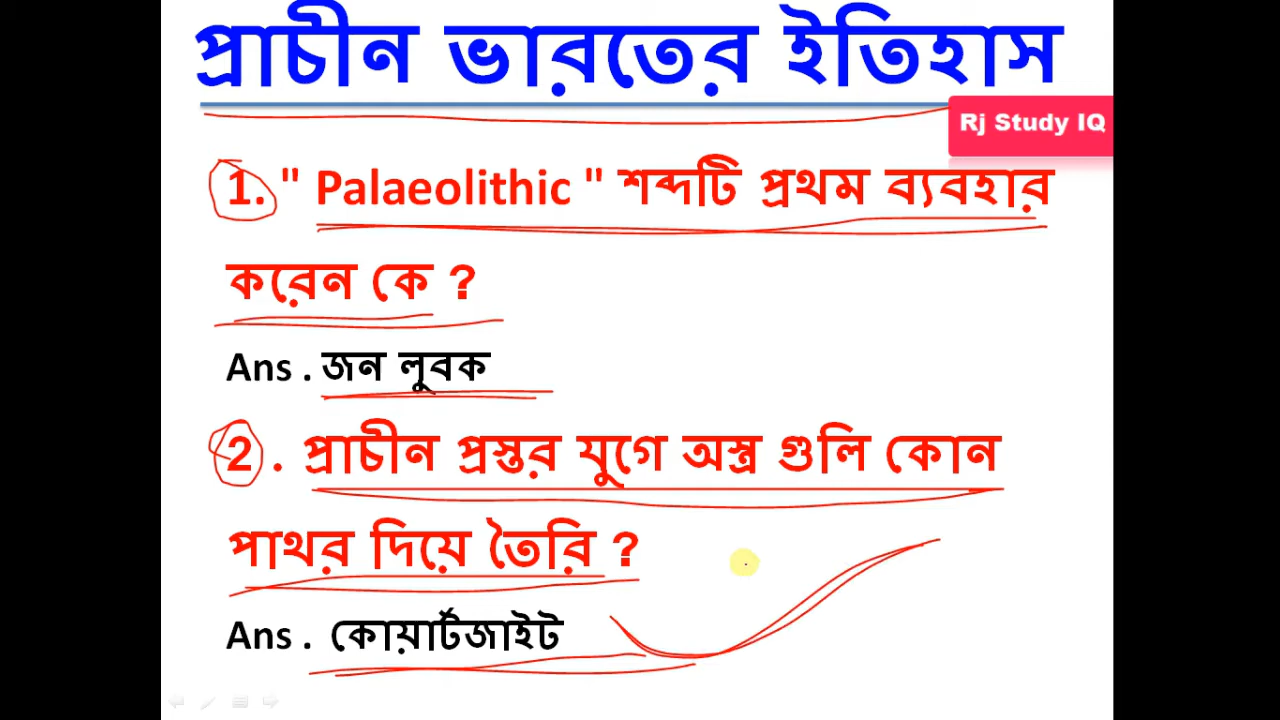 প্রাচীন ভারতের ইতিহাস
Rj Study IQ
1. " Palaeolithic " শব্দটি প্রথম ব্যবহার
করেন কে ?
Ans . জন লুবক
2 . প্রাচীন প্রস্তর যুগে অস্ত্র গুলি কোন
পাথর দিয়ে তৈরি ?
Ans . কোয়ার্টজাইট